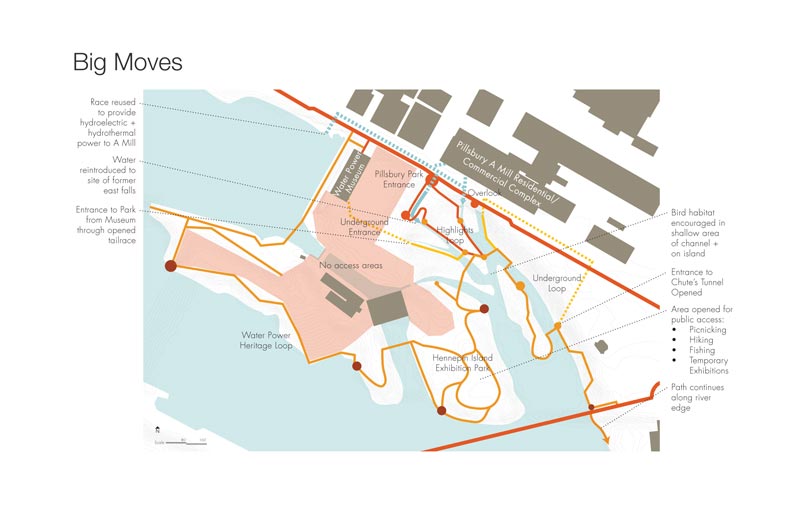 Big Moves
Race reused
to provide
hydroelectric +
hydrothermal
power to A Mill
Water
reintroduced to
site of former
east falls
Entrance to Park
from Museum
through opened
tailrace
Water Power
Museum
Pillsbury Park
Entrance
Pillsbury A Mill Residential/
Commercial Complex
Overlook
Underground
Entrance
Highlights
Loop
No access areas
Underground
Loop
Water Power
Heritage Loop
Hennepin Island
Exhibition Park
Bird habitat
encouraged in
shallow area
of channel +
on island
Entrance to
Chute's Tunnel
Opened
Area opened for
public access:
• Picnicking
• Hiking
• Fishing
• Temporary
Exhibitions
Path continues
along river
edge
N
Scale